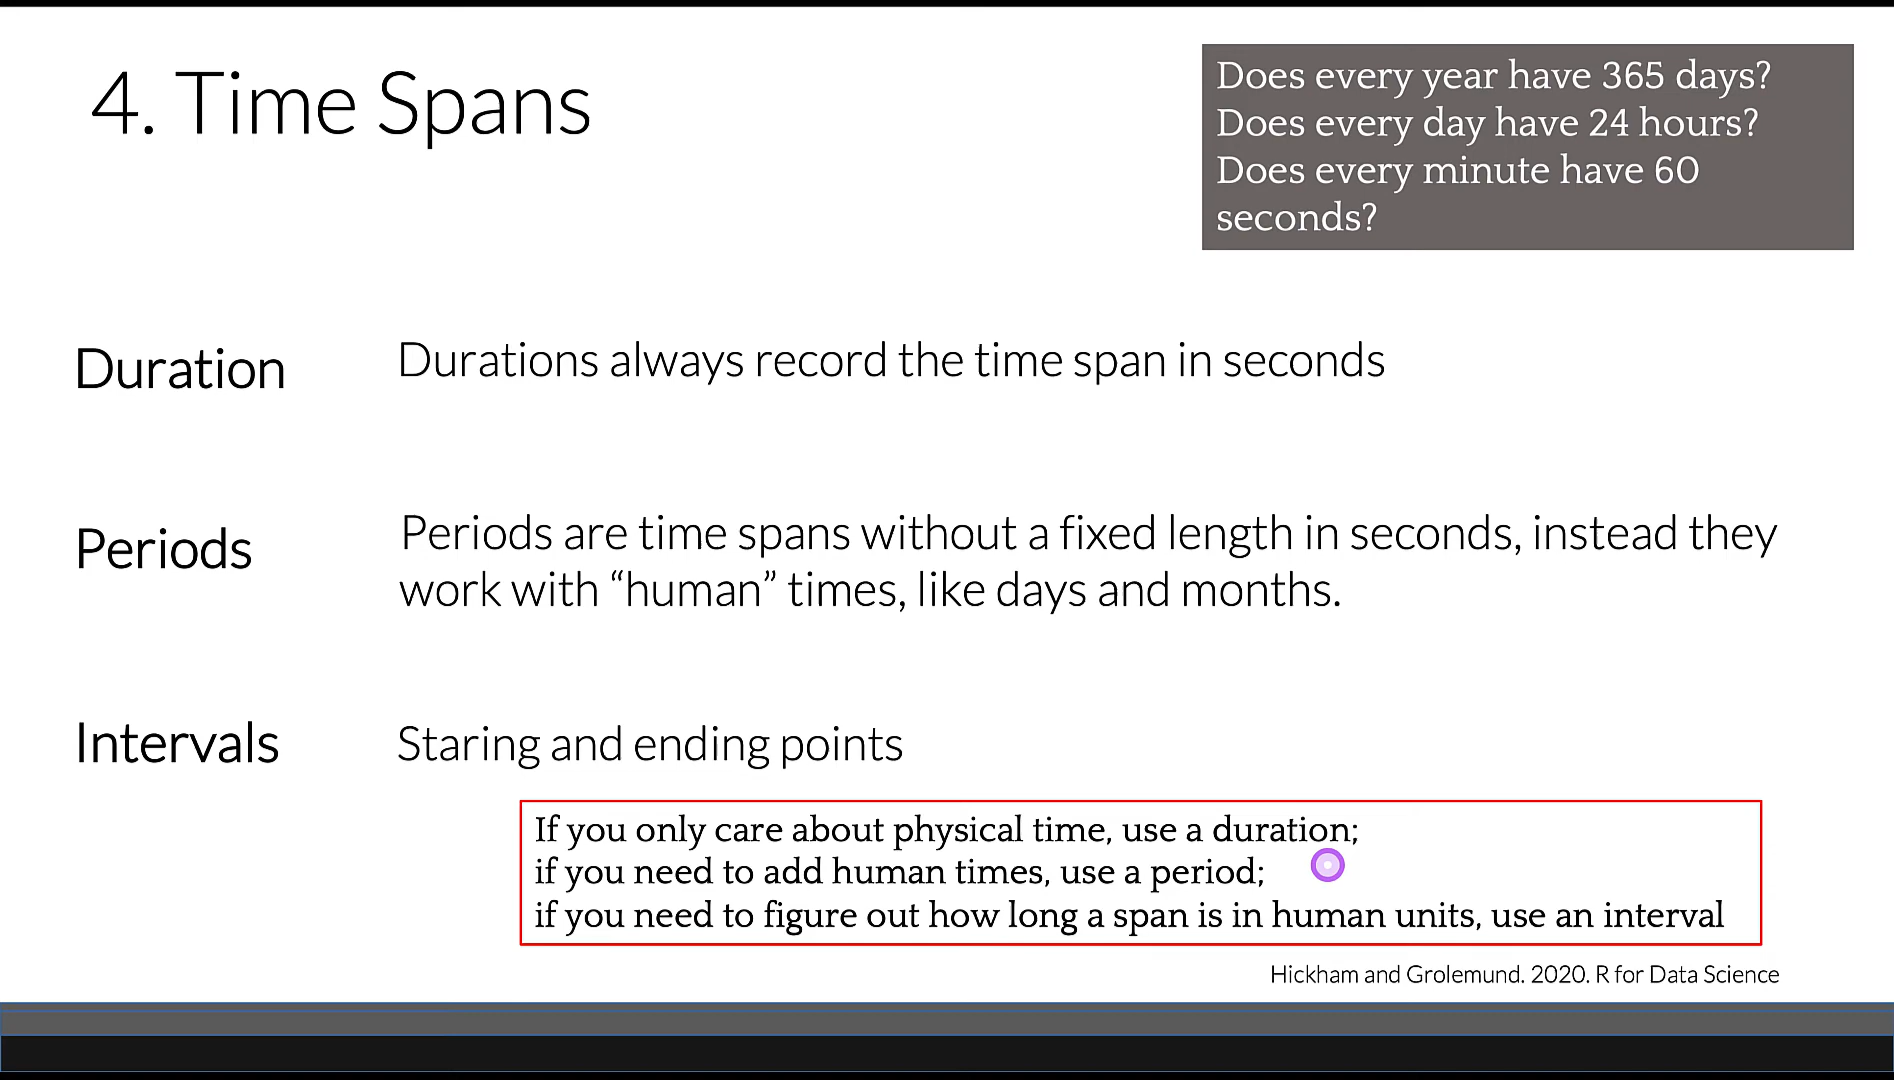 4. Time Spans
Does every year have 365 days?
Does every day have 24 hours?
Does every minute have 60
seconds?
Duration
Durations always record the time span in seconds
Periods
Periods are time spans without a fixed length in seconds, instead they
work with “human” times, like days and months.
Intervals
Staring and ending points
If you only care about physical time, use a duration;
if you need to add human times, use a period;
if you need to figure out how long a span is in human units, use an interval
Hickham and Grolemund. 2020. R for Data Science